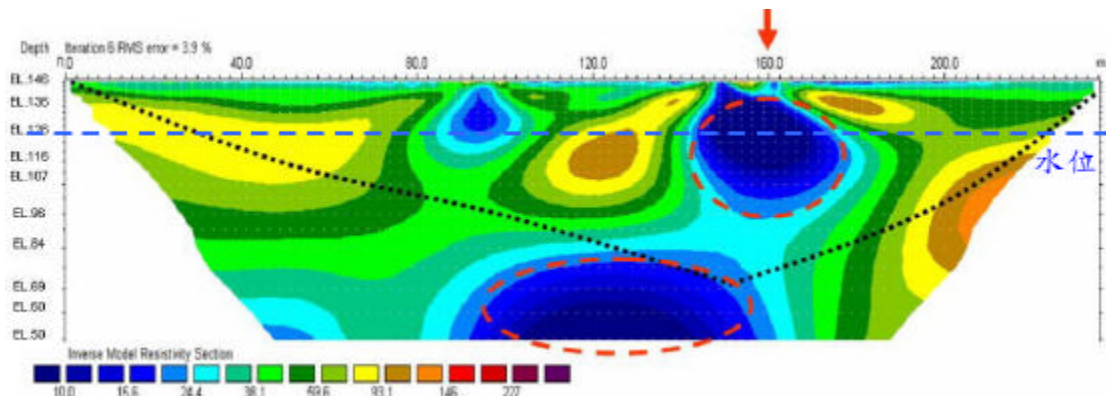 Depth Iteration 6 RMS error = 3.9 %
0.0 40.0 80.0 120.0 160.0 200.0 m
EL.146
EL.136
EL.126
EL.116
水位
EL.107
EL.96
EL.84
EL.69
EL.60
EL.50
Inverse Model Resistivity Section
10.0 15.6 24.4 38.1 59.6 93.1 146 227